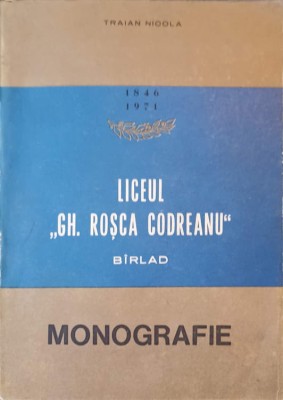 TRAIAN NICOLA
1846
1971
LICEUL
„GH. ROȘCA CODREANU“
BÎRLAD
MONOGRAFIE